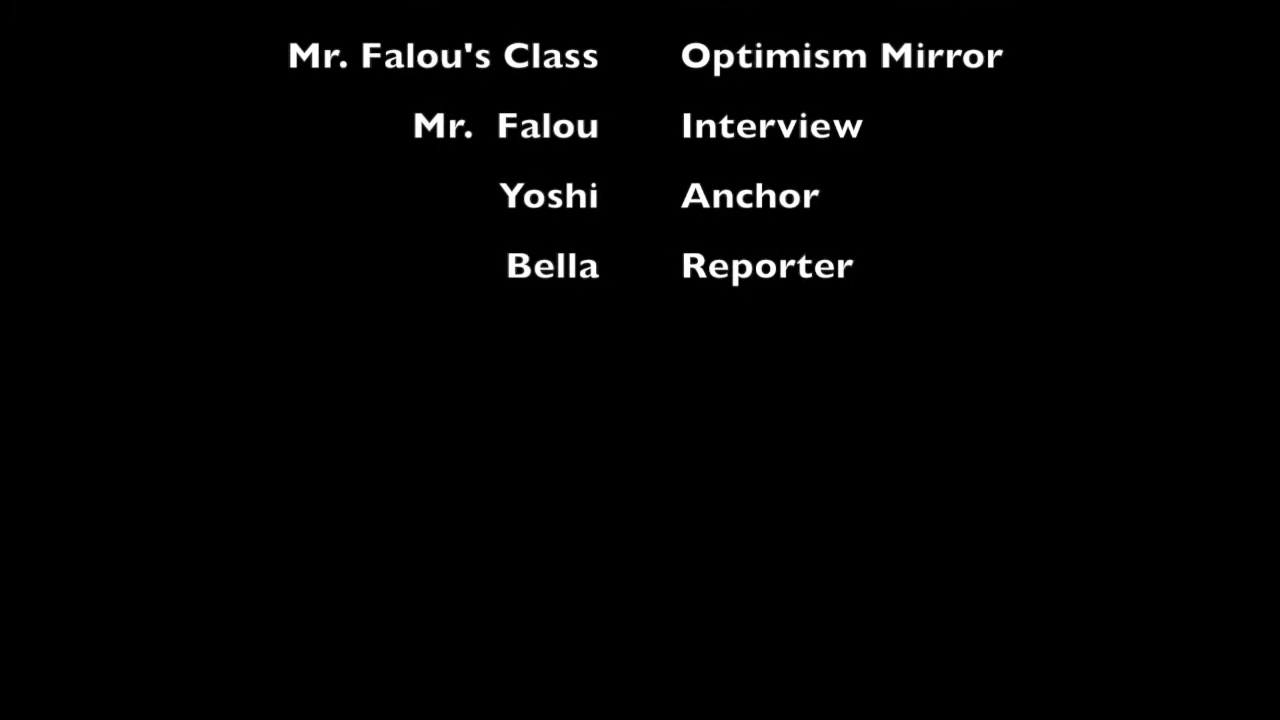 Mr. Falou's Class Optimism Mirror
Mr. Falou Interview
Yoshi Anchor
Bella Reporter